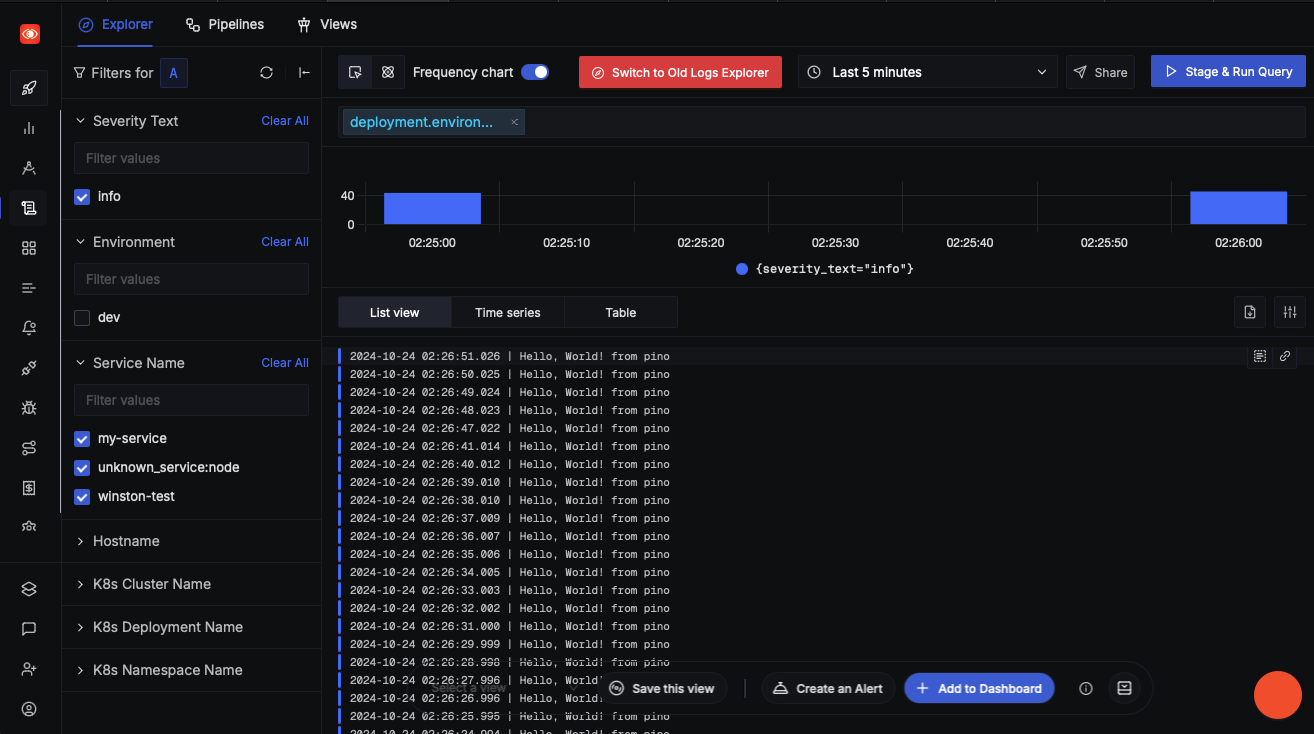 Explorer
Pipelines
Views
Filters for A
Frequency chart
Switch to Old Logs Explorer
Last 5 minutes
Share
Stage & Run Query
deployment.environ...
Severity Text
Clear All
Filter values
info
Environment
Clear All
Filter values
dev
Service Name
Clear All
Filter values
my-service
unknown_service:node
winston-test
Hostname
K8s Cluster Name
K8s Deployment Name
K8s Namespace Name
40
0
02:25:00
02:25:10
02:25:20
02:25:30
02:25:40
02:25:50
02:26:00
{severity_text="info"}
List view
Time series
Table
2024-10-24 02:26:51.026 | Hello, World! from pino
2024-10-24 02:26:50.025 | Hello, World! from pino
2024-10-24 02:26:49.024 | Hello, World! from pino
2024-10-24 02:26:48.023 | Hello, World! from pino
2024-10-24 02:26:47.022 | Hello, World! from pino
2024-10-24 02:26:41.014 | Hello, World! from pino
2024-10-24 02:26:40.012 | Hello, World! from pino
2024-10-24 02:26:39.010 | Hello, World! from pino
2024-10-24 02:26:38.010 | Hello, World! from pino
2024-10-24 02:26:37.009 | Hello, World! from pino
2024-10-24 02:26:36.007 | Hello, World! from pino
2024-10-24 02:26:35.006 | Hello, World! from pino
2024-10-24 02:26:34.005 | Hello, World! from pino
2024-10-24 02:26:33.003 | Hello, World! from pino
2024-10-24 02:26:32.002 | Hello, World! from pino
2024-10-24 02:26:31.000 | Hello, World! from pino
2024-10-24 02:26:29.999 | Hello, World! from pino
2024-10-24 02:26:28.998 | Hello, World! from pino
2024-10-24 02:26:27.996 | Hello, World!
2024-10-24 02:26:26.996 | Hello, World!
2024-10-24 02:26:25.995 | Hello, World! from pino
2024-10-24 02:26:24.994 | Hello, World! from pino
Select a view
Save this view
Create an Alert
Add to Dashboard